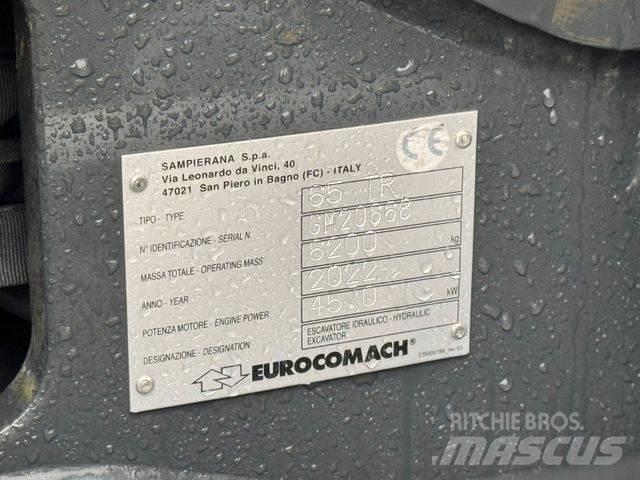 SAMPIERANA S.p.a.
Via Leonardo da Vinci, 40
47021 San Piero in Bagno (FC) - ITALY
CE
TIPO - TYPE 65 TR
N° IDENTIFICAZIONE - SERIAL N. GM20668
MASSA TOTALE - OPERATING MASS 6200 kg
ANNO - YEAR 2022
POTENZA MOTORE - ENGINE POWER 45.0 kW
DESIGNAZIONE - DESIGNATION ESCAVATORE IDRAULICO - HYDRAULIC
EXCAVATOR
EUROCOMACH®
RITCHIE BROS.
MASCUS